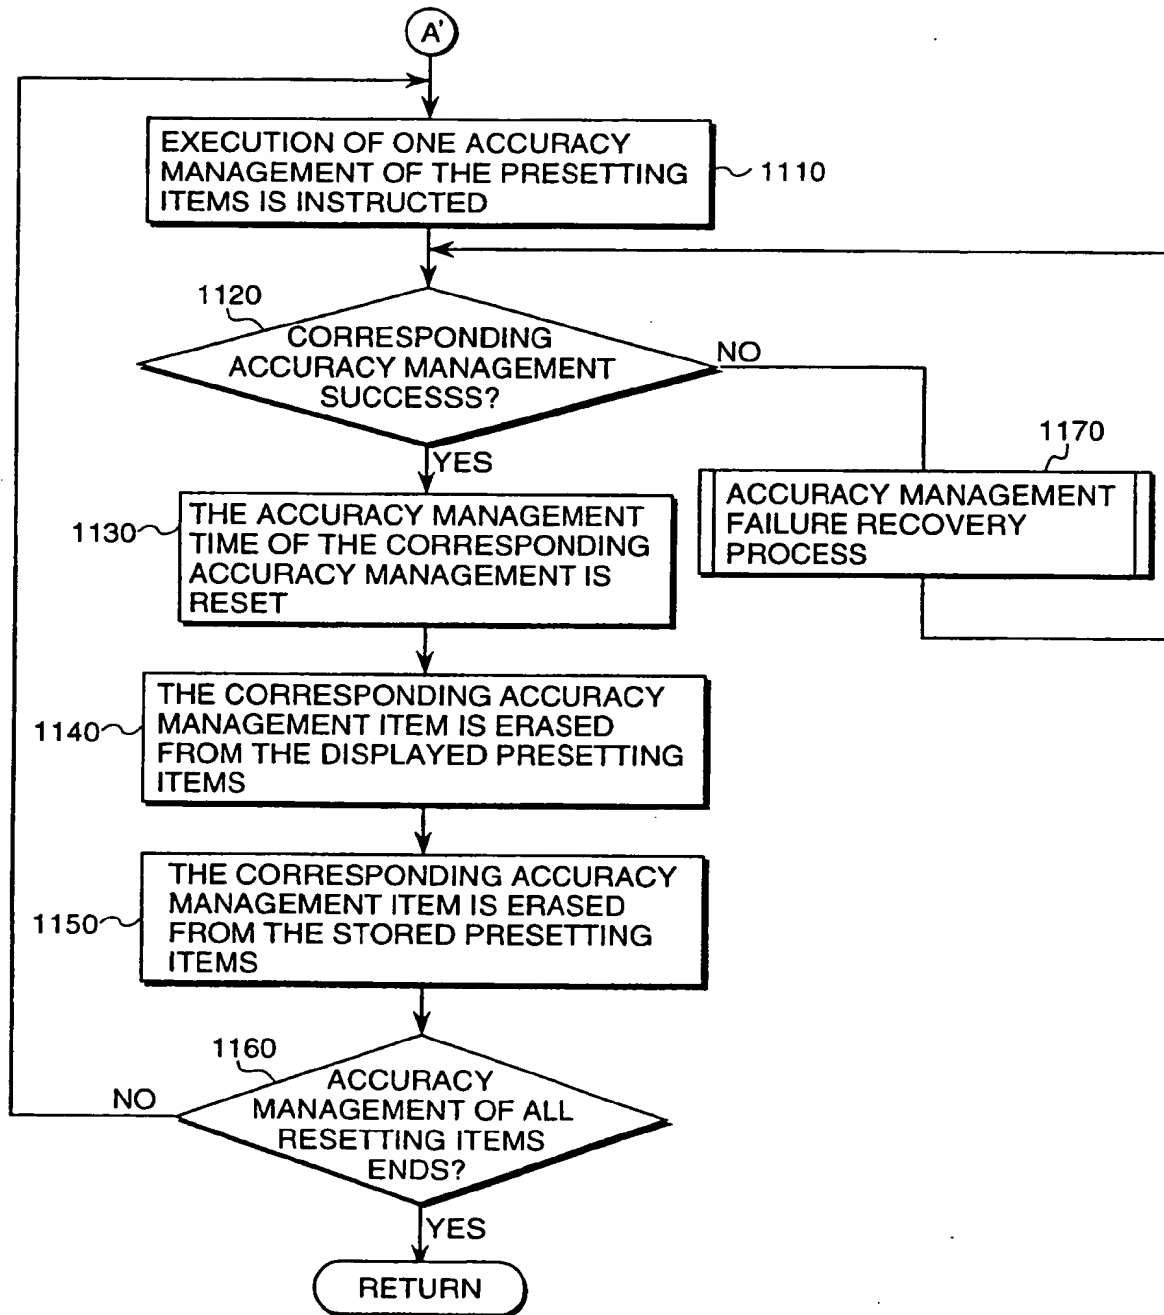 A'
EXECUTION OF ONE ACCURACY
MANAGEMENT OF THE PRESETTING
ITEMS IS INSTRUCTED
1110
1120
CORRESPONDING
ACCURACY MANAGEMENT
SUCCESSS?
NO
YES
1170
ACCURACY MANAGEMENT
FAILURE RECOVERY
PROCESS
1130
THE ACCURACY MANAGEMENT
TIME OF THE CORRESPONDING
ACCURACY MANAGEMENT IS
RESET
1140
THE CORRESPONDING ACCURACY
MANAGEMENT ITEM IS ERASED
FROM THE DISPLAYED PRESETTING
ITEMS
1150
THE CORRESPONDING ACCURACY
MANAGEMENT ITEM IS ERASED
FROM THE STORED PRESETTING
ITEMS
1160
ACCURACY
MANAGEMENT OF ALL
RESETTING ITEMS
ENDS?
NO
YES
RETURN